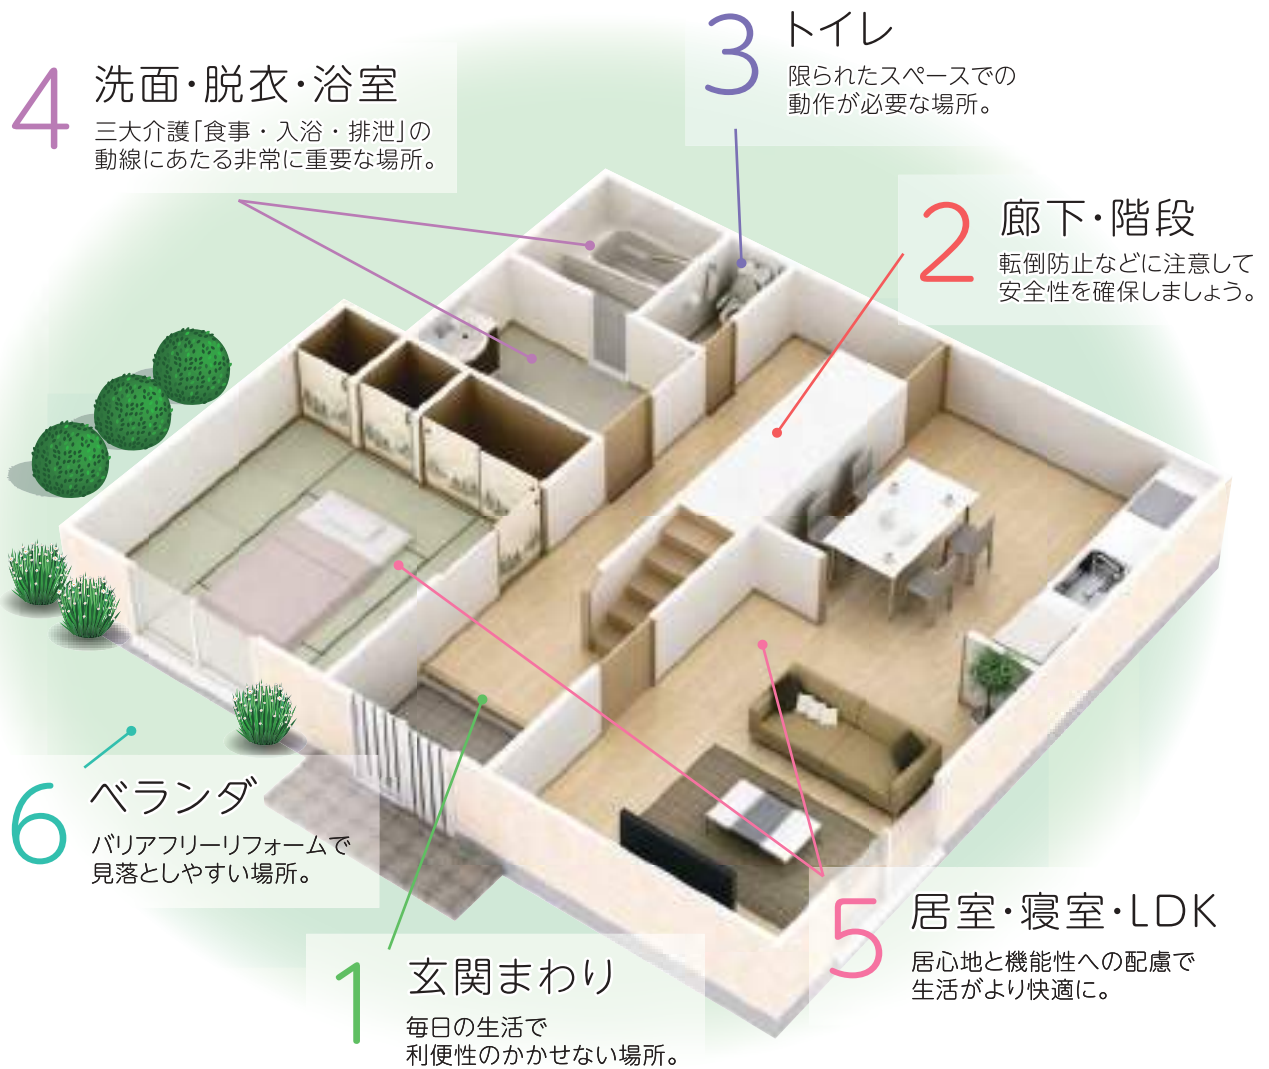 4
洗面・脱衣・浴室
三大介護「食事・入浴・排泄」の
動線にあたる非常に重要な場所。
3
トイレ
限られたスペースでの
動作が必要な場所。
2
廊下・階段
転倒防止などに注意して
安全性を確保しましょう。
6
ベランダ
バリアフリーリフォームで
見落としやすい場所。
1
玄関まわり
毎日の生活で
利便性のかかせない場所。
5
居室・寝室・LDK
居心地と機能性への配慮で
生活がより快適に。